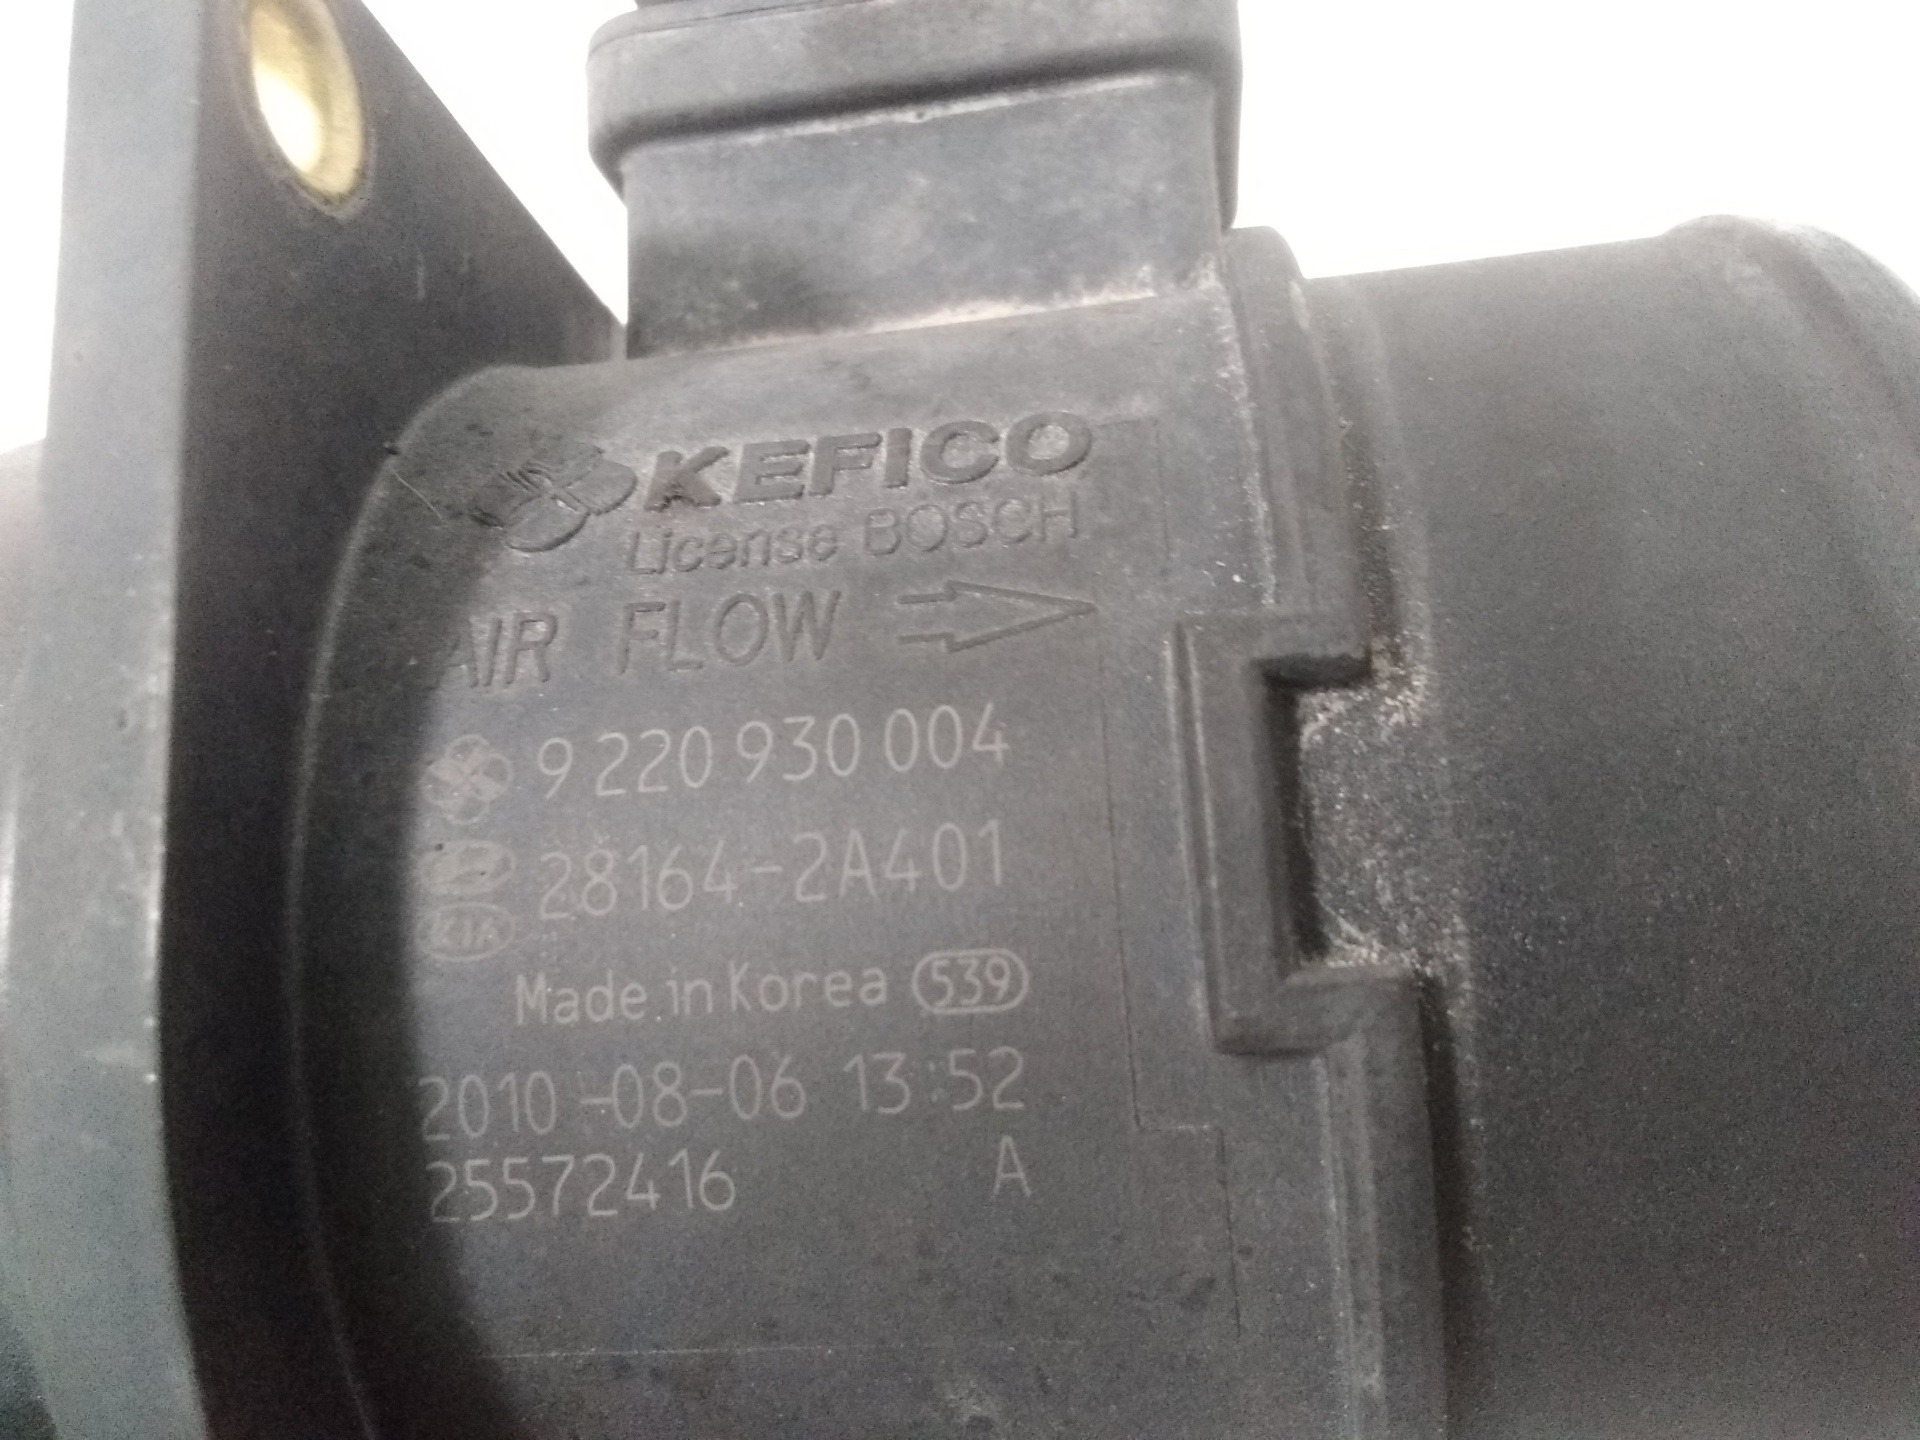 KEFICO
License BOSCH
AIR FLOW
9 220 930 004
28164-2A401
KIA
Made in Korea 539
2010-08-06 13:52
25572416 A